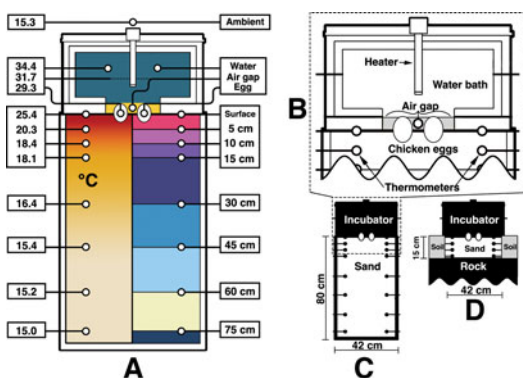 15.3
Ambient
34.4
Water
31.7
Air gap
29.3
Egg
25.4
Surface
20.3
5 cm
18.4
10 cm
18.1
15 cm
°C
16.4
30 cm
15.4
45 cm
15.2
60 cm
15.0
75 cm
A
B
Heater
Water bath
Air gap
Chicken eggs
Thermometers
Incubator
Sand
80 cm
42 cm
C
Incubator
Soil
Sand
Soil
15 cm
Rock
42 cm
D